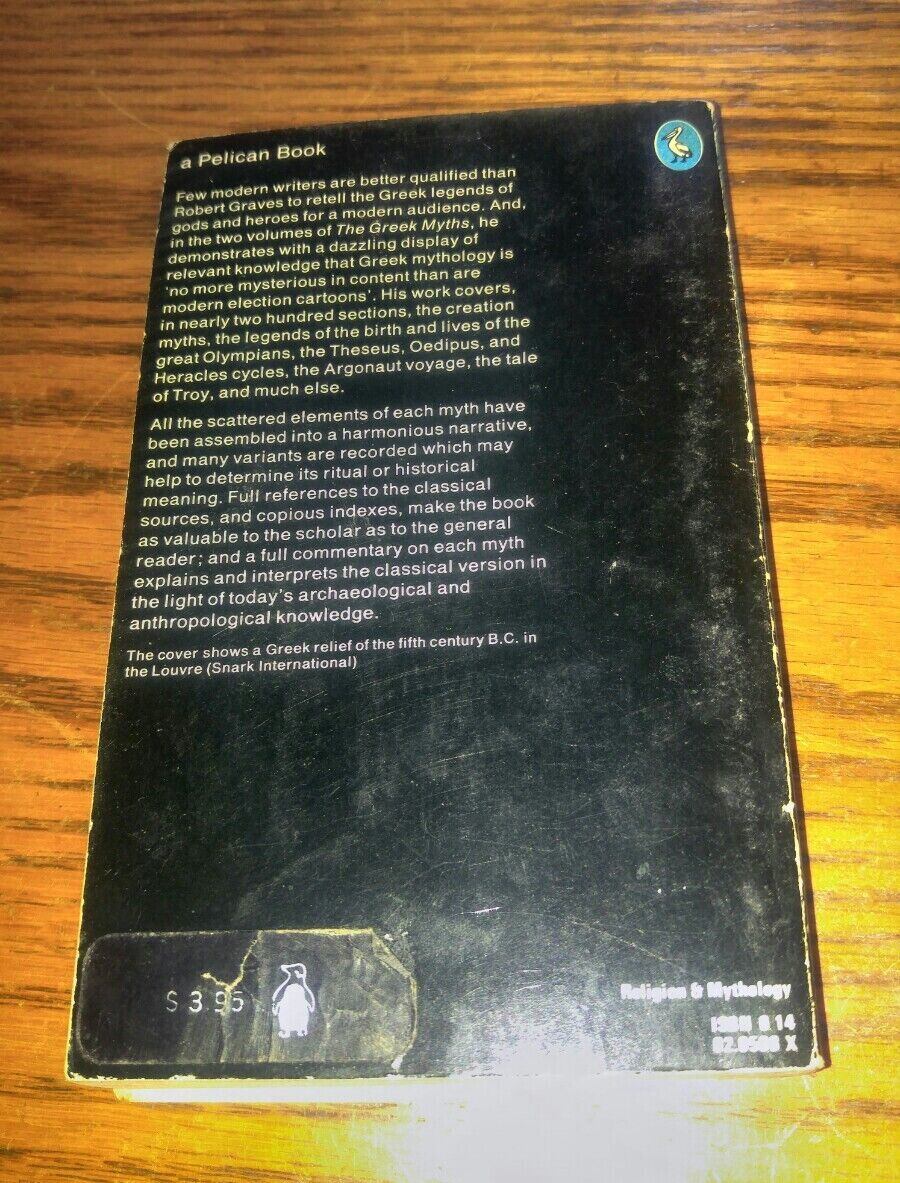 a Pelican Book
Few modern writers are better qualified than
Robert Graves to retell the Greek legends of
gods and heroes for a modern audience. And,
in the two volumes of The Greek Myths, he
demonstrates with a dazzling display of
relevant knowledge that Greek mythology is
'no more mysterious in content than are
modern election cartoons'. His work covers,
in nearly two hundred sections, the creation
myths, the legends of the birth and lives of the
great Olympians, the Theseus, Oedipus, and
Heracles cycles, the Argonaut voyage, the tale
of Troy, and much else.
All the scattered elements of each myth have
been assembled into a harmonious narrative,
and many variants are recorded which may
help to determine its ritual or historical
meaning. Full references to the classical
sources, and copious indexes, make the book
as valuable to the scholar as to the general
reader; and a full commentary on each myth
explains and interprets the classical version in
the light of today's archaeological and
anthropological knowledge.
The cover shows a Greek relief of the fifth century B.C. in
the Louvre (Snark International)
$ 3.95
Religion & Mythology
ISBN 0 14
X